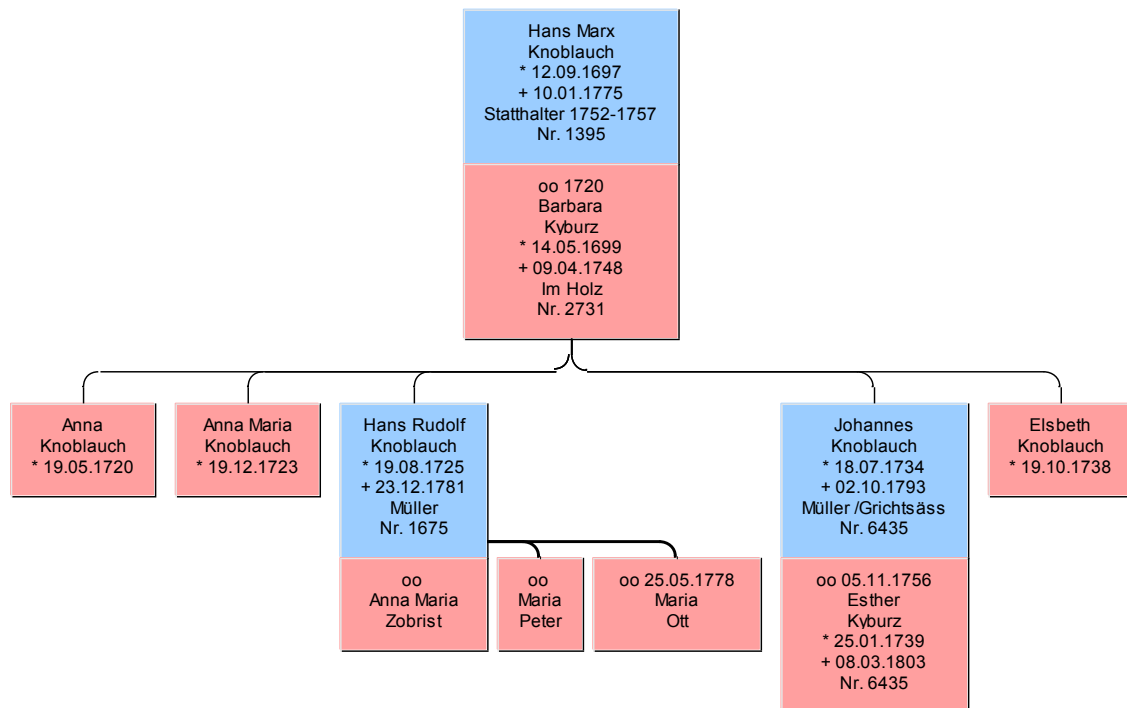 Hans Marx
Knoblauch
* 12.09.1697
+ 10.01.1775
Statthalter 1752-1757
Nr. 1395
oo 1720
Barbara
Kyburz
* 14.05.1699
+ 09.04.1748
Im Holz
Nr. 2731
Anna
Knoblauch
* 19.05.1720
Anna Maria
Knoblauch
* 19.12.1723
Hans Rudolf
Knoblauch
* 19.08.1725
+ 23.12.1781
Müller
Nr. 1675
oo
Anna Maria
Zobrist
oo
Maria
Peter
oo 25.05.1778
Maria
Ott
Johannes
Knoblauch
* 18.07.1734
+ 02.10.1793
Müller /Grichtsäss
Nr. 6435
oo 05.11.1756
Esther
Kyburz
* 25.01.1739
+ 08.03.1803
Nr. 6435
Elsbeth
Knoblauch
* 19.10.1738